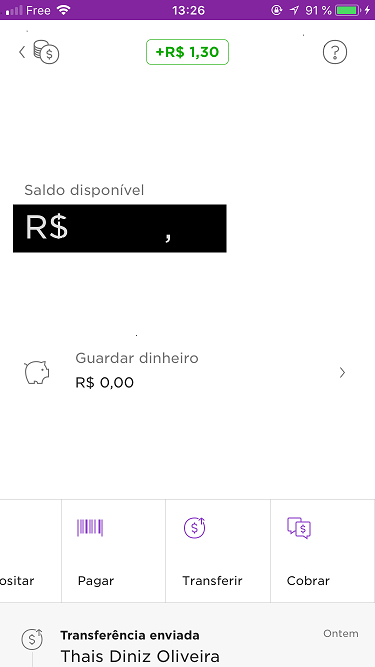 Free 13:26 91 %
+R$ 1,30 ?
Saldo disponível
R$ ,
Guardar dinheiro
R$ 0,00
ositar Pagar Transferir Cobrar
Transferência enviada Ontem
Thais Diniz Oliveira